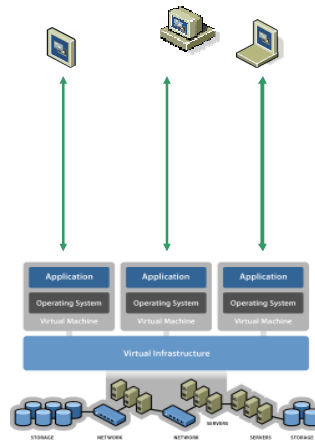 Application Application Application
Operating System Operating System Operating System
Virtual Machine Virtual Machine Virtual Machine
Virtual Infrastructure
SERVERS
STORAGE NETWORK NETWORK SERVERS STORAGE